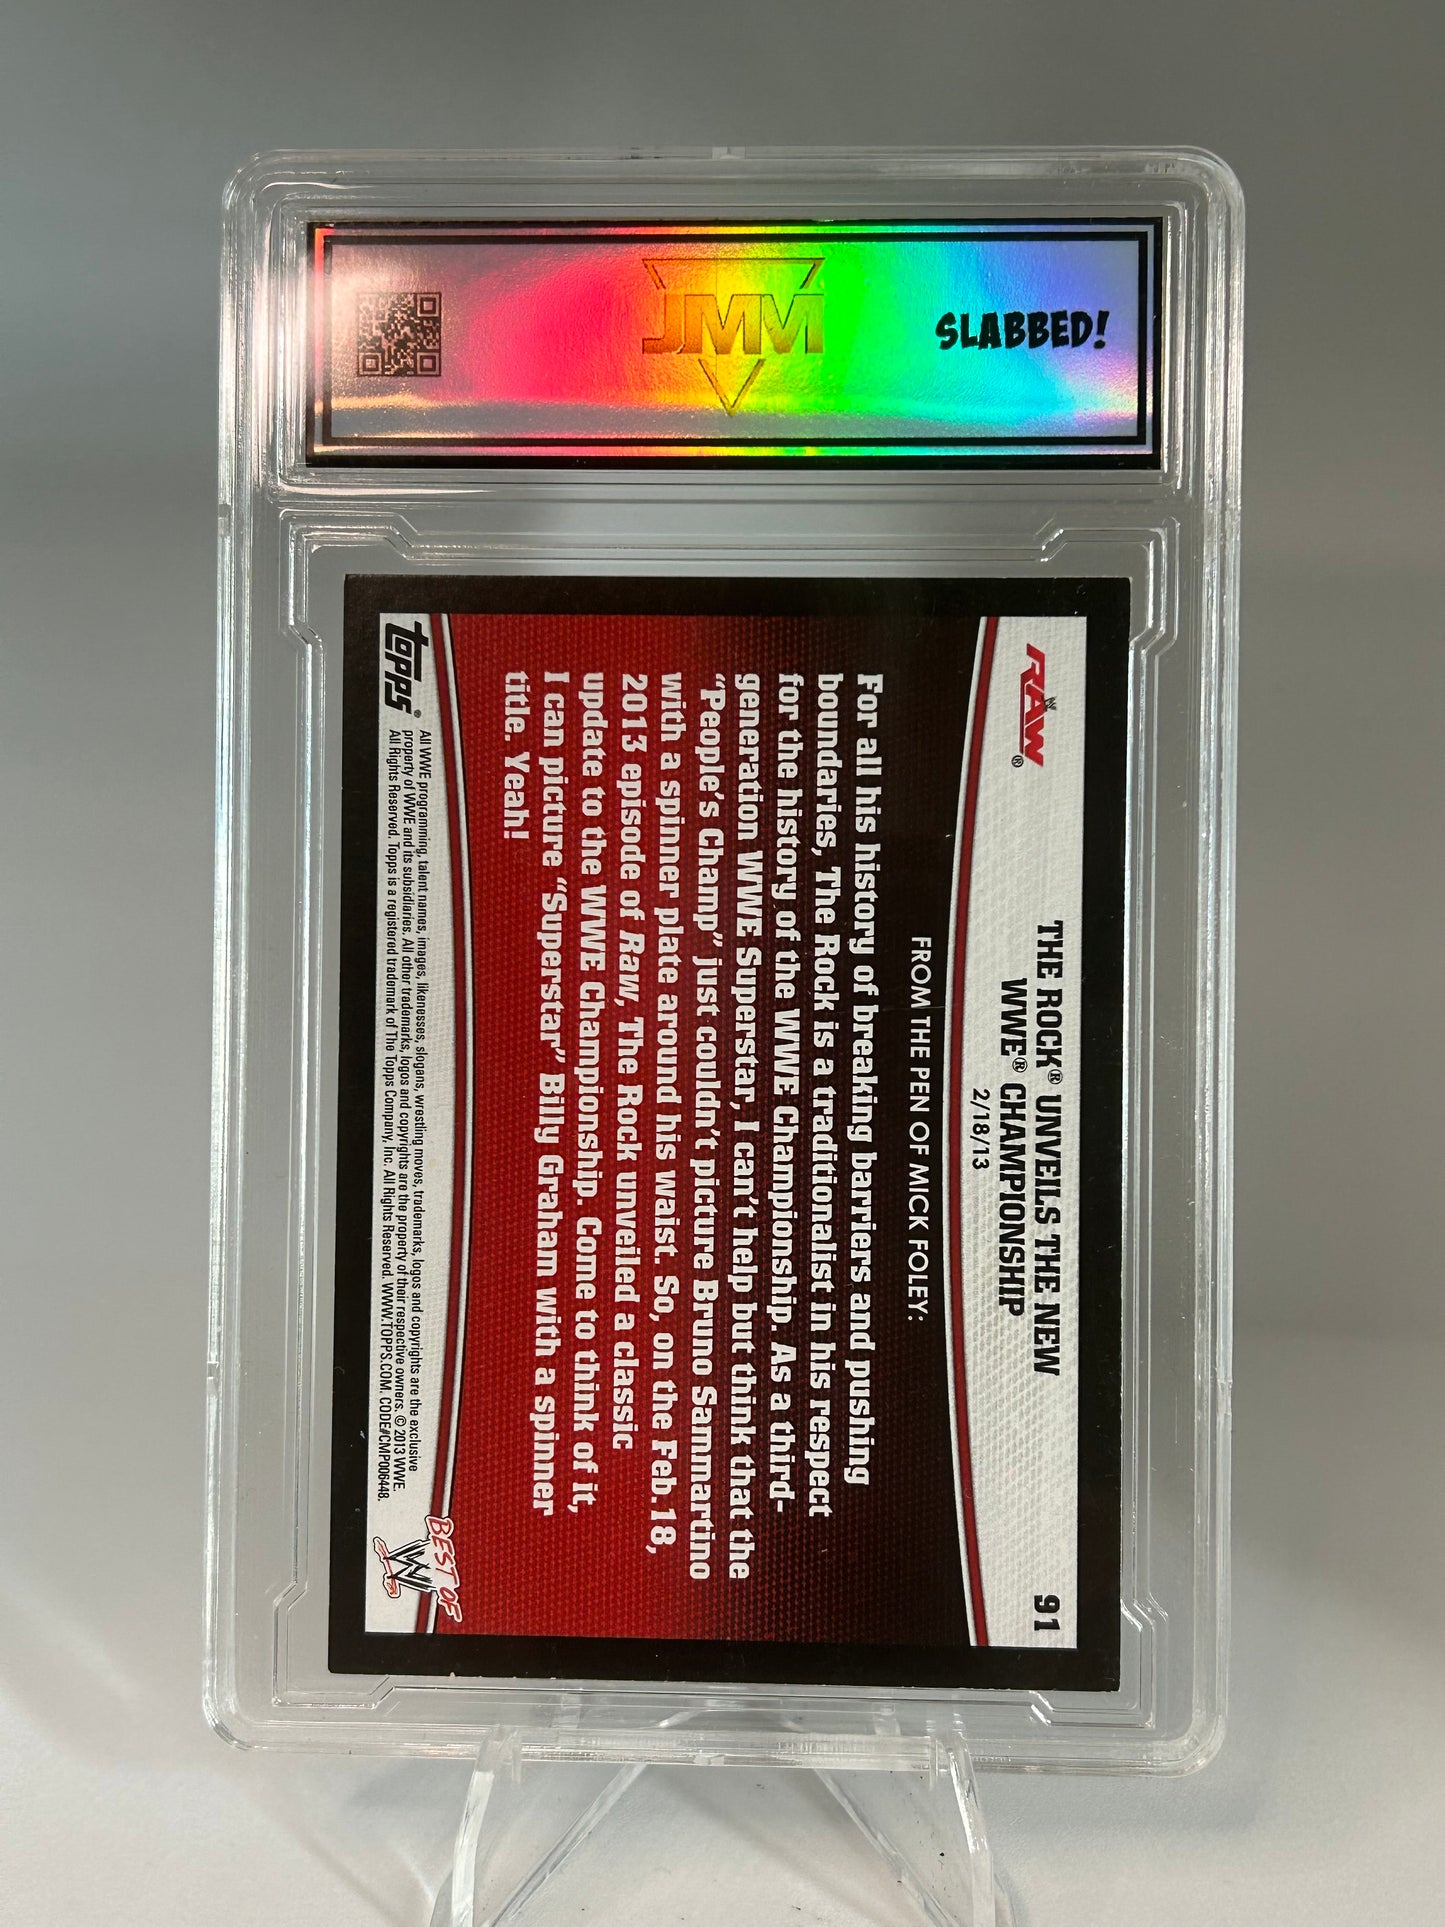 JMM
SLABBED!
RAW®
THE ROCK® UNVEILS THE NEW
WWE® CHAMPIONSHIP
2/18/13
91
FROM THE PEN OF MICK FOLEY:
For all his history of breaking barriers and pushing
boundaries, The Rock is a traditionalist in his respect
for the history of the WWE Championship. As a third-
generation WWE Superstar, I can't help but think that the
"People's Champ" just couldn't picture Bruno Sammartino
with a spinner plate around his waist. So, on the Feb.18,
2013 episode of Raw, The Rock unveiled a classic
update to the WWE Championship. Come to think of it,
I can picture "Superstar" Billy Graham with a spinner
title. Yeah!
topps®
All WWE programming, talent names, images, likenesses, slogans, wrestling moves, trademarks, logos and copyrights are the exclusive
property of WWE and its subsidiaries. All other trademarks, logos and copyrights are the property of their respective owners. © 2013 WWE.
All Rights Reserved. Topps is a registered trademark of The Topps Company, Inc. All Rights Reserved. WWW.TOPPS.COM. CODE#CMP006448.
BEST OF
W